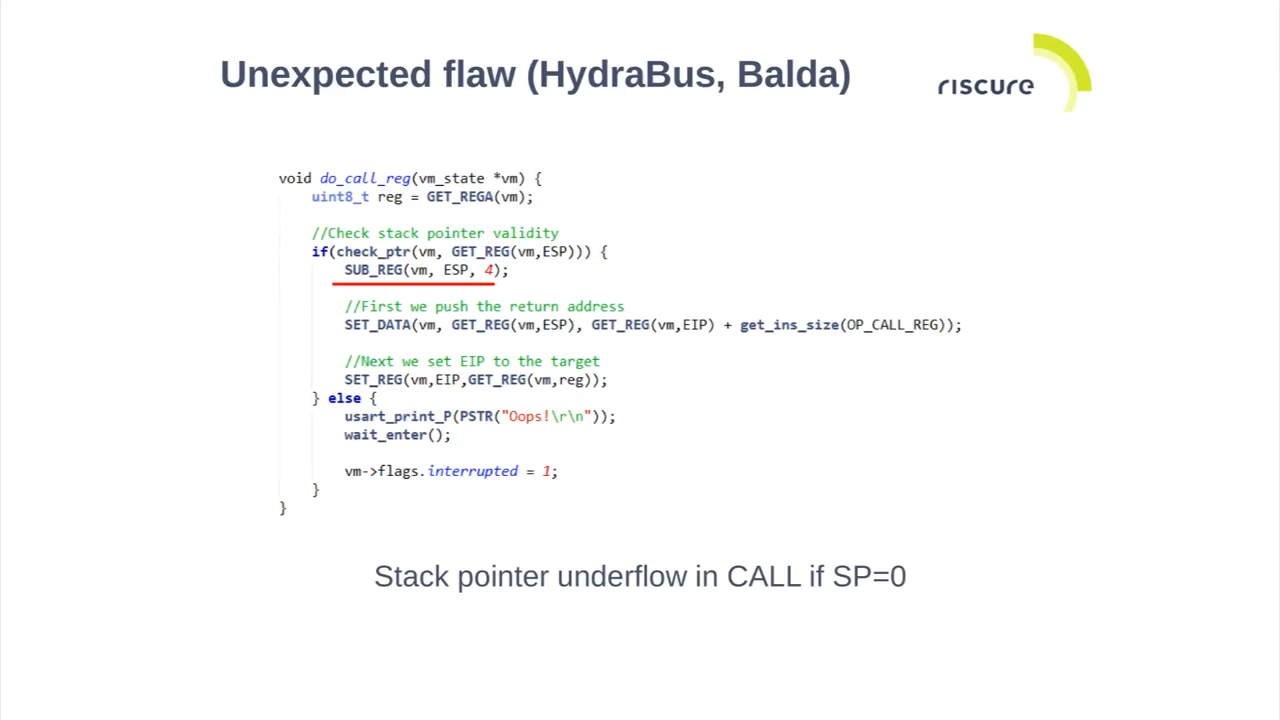 Unexpected flaw (HydraBus, Balda)
riscure
void do_call_reg(vm_state *vm) {
uint8_t reg = GET_REGA(vm);
//Check stack pointer validity
if(check_ptr(vm, GET_REG(vm,ESP))) {
SUB_REG(vm, ESP, 4);
//First we push the return address
SET_DATA(vm, GET_REG(vm,ESP), GET_REG(vm,EIP) + get_ins_size(OP_CALL_REG));
//Next we set EIP to the target
SET_REG(vm,EIP,GET_REG(vm,reg));
} else {
usart_print_P(PSTR("Oops!\r\n"));
wait_enter();
vm->flags.interrupted = 1;
}
}
Stack pointer underflow in CALL if SP=0